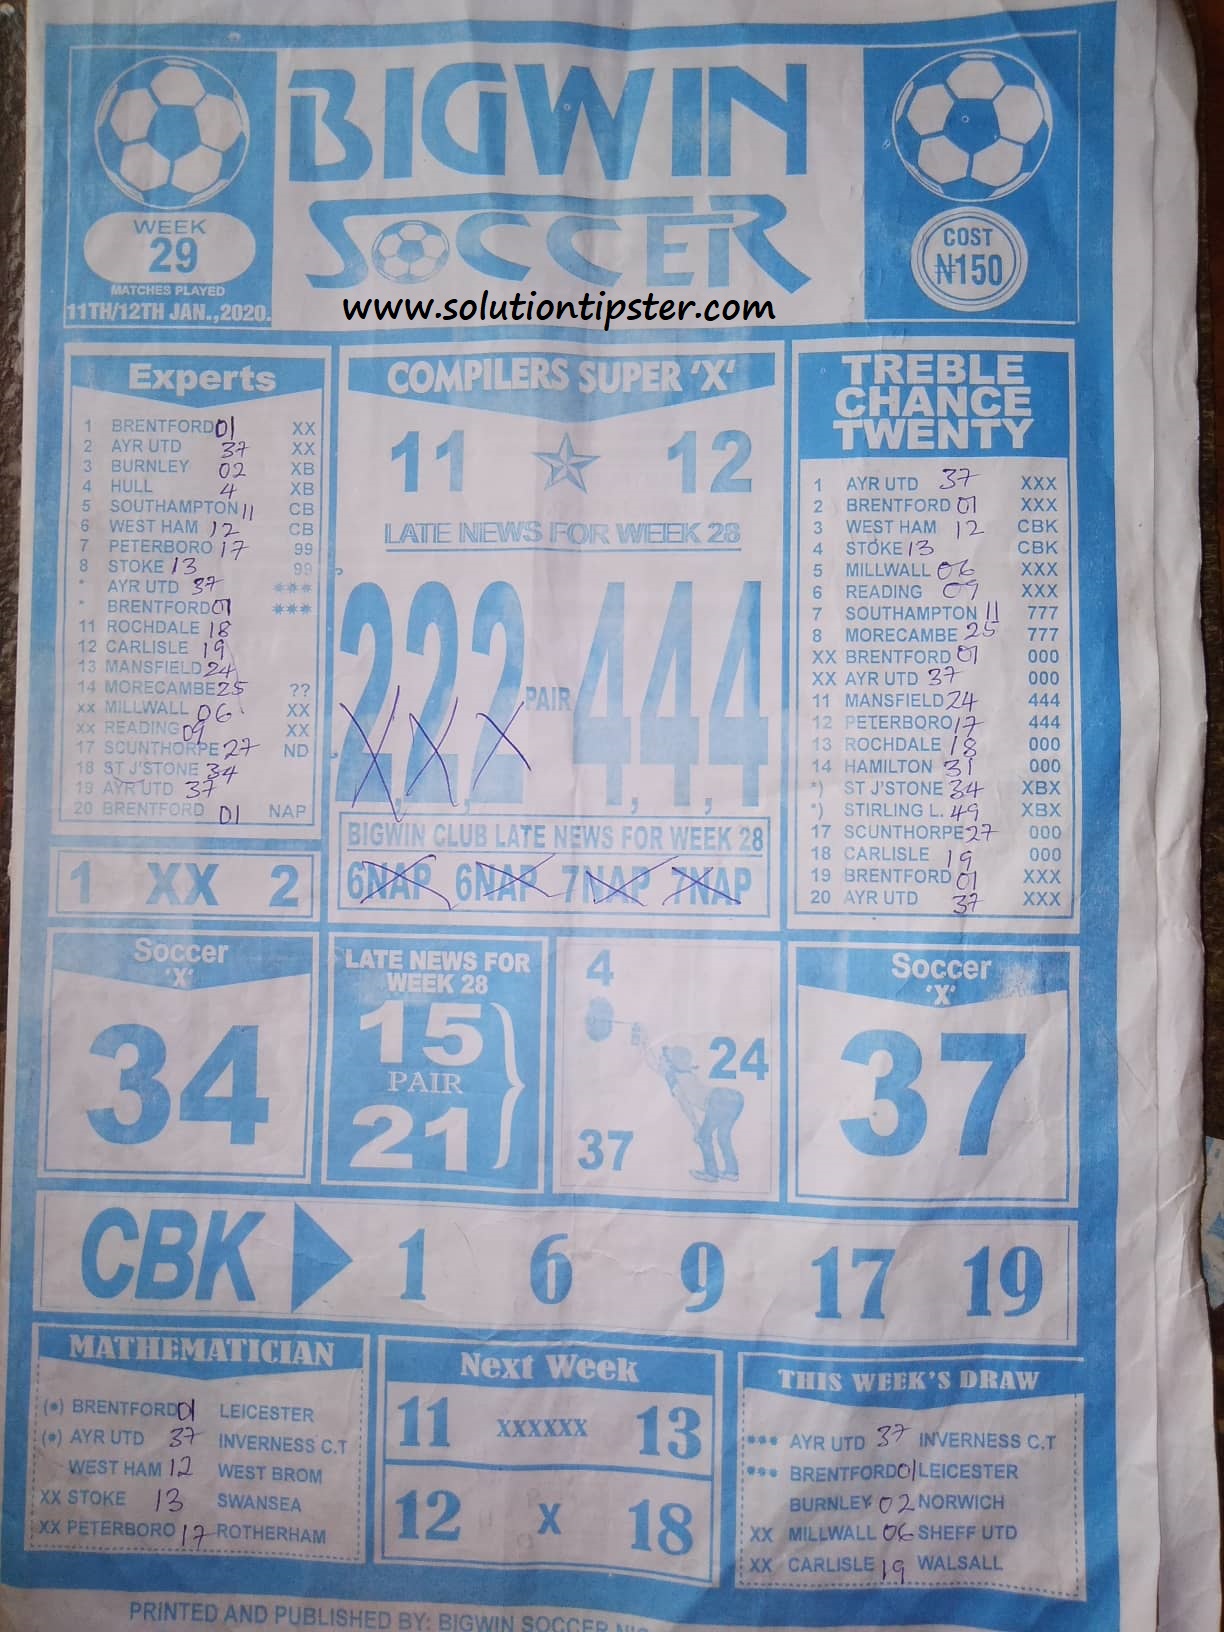 BIGWIN
SOCCER
www.solutiontipster.com
WEEK
29
MATCHES PLAYED
11TH/12TH JAN.,2020.
COST
₦150
Experts
1 BRENTFORD 01 XX
2 AYR UTD 37 XX
3 BURNLEY 02 XB
4 HULL 4 XB
5 SOUTHAMPTON 11 CB
6 WEST HAM 12 CB
7 PETERBORO 17 99
8 STOKE 13 99
* AYR UTD 37 ***
* BRENTFORD 01 ***
11 ROCHDALE 18
12 CARLISLE 19
13 MANSFIELD 24
14 MORECAMBE 25 ??
xx MILLWALL 06 XX
xx READING 09 XX
17 SCUNTHORPE 27 ND
18 ST J'STONE 34
19 AYR UTD 37
20 BRENTFORD 01 NAP
1 XX 2
COMPILERS SUPER 'X'
11 12
LATE NEWS FOR WEEK 28
2,2,2 PAIR 4,4,4
XXX
BIGWIN CLUB LATE NEWS FOR WEEK 28
6NAP 6NAP 7NAP 7NAP
TREBLE
CHANCE
TWENTY
1 AYR UTD 37 XXX
2 BRENTFORD 01 XXX
3 WEST HAM 12 CBK
4 STOKE 13 CBK
5 MILLWALL 06 XXX
6 READING 09 XXX
7 SOUTHAMPTON 11 777
8 MORECAMBE 25 777
XX BRENTFORD 01 000
XX AYR UTD 37 000
11 MANSFIELD 24 444
12 PETERBORO 17 444
13 ROCHDALE 18 000
14 HAMILTON 31 000
*) ST J'STONE 34 XBX
*) STIRLING L. 49 XBX
17 SCUNTHORPE 27 000
18 CARLISLE 19 000
19 BRENTFORD 01 XXX
20 AYR UTD 37 XXX
Soccer
'X'
34
LATE NEWS FOR
WEEK 28
15
PAIR
21
4
24
37
Soccer
'X'
37
CBK 1 6 9 17 19
MATHEMATICIAN
(•) BRENTFORD 01 LEICESTER
(•) AYR UTD 37 INVERNESS C.T
WEST HAM 12 WEST BROM
XX STOKE 13 SWANSEA
XX PETERBORO 17 ROTHERHAM
Next Week
11 XXXXXX 13
12 X 18
THIS WEEK'S DRAW
*** AYR UTD 37 INVERNESS C.T
*** BRENTFORD 01 LEICESTER
BURNLEY 02 NORWICH
XX MILLWALL 06 SHEFF UTD
XX CARLISLE 19 WALSALL
PRINTED AND PUBLISHED BY: BIGWIN SOCCER